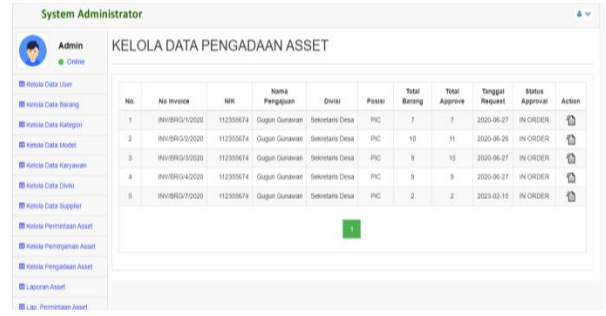 System Administrator
Admin
Online
KELOLA DATA PENGADAAN ASSET
Kelola Data User
Kelola Data Barang
Kelola Data Kategori
Kelola Data Model
Kelola Data Karyawan
Kelola Data Divisi
Kelola Data Supplier
Kelola Permintaan Asset
Kelola Peminjaman Asset
Kelola Pengadaan Asset
Laporan Asset
Lap. Permintaan Asset
No. No Invoice NIK Nama Pengajuan Divisi Posisi Total Barang Total Approve Tanggal Request Status Approval Action
1 INV/BRG/1/2020 112355674 Gugun Gunawan Sekretaris Desa PIC 7 7 2020-06-27 IN ORDER
2 INV/BRG/2/2020 112355674 Gugun Gunawan Sekretaris Desa PIC 10 11 2020-06-26 IN ORDER
3 INV/BRG/3/2020 112355674 Gugun Gunawan Sekretaris Desa PIC 9 15 2020-06-27 IN ORDER
4 INV/BRG/4/2020 112355674 Gugun Gunawan Sekretaris Desa PIC 9 9 2020-06-27 IN ORDER
5 INV/BRG/7/2020 112355674 Gugun Gunawan Sekretaris Desa PIC 2 2 2023-02-13 IN ORDER
1